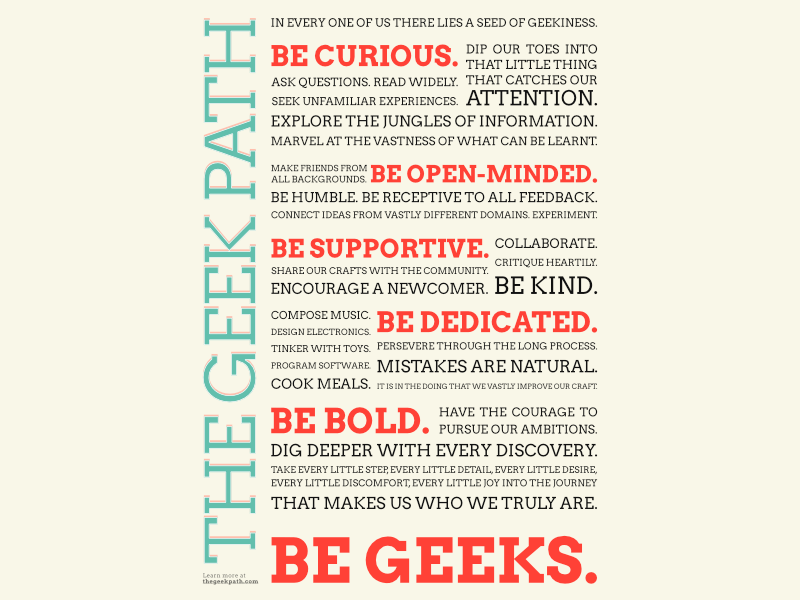 THE GEEK PATH
IN EVERY ONE OF US THERE LIES A SEED OF GEEKINESS.
BE CURIOUS.
ASK QUESTIONS. READ WIDELY.
SEEK UNFAMILIAR EXPERIENCES.
DIP OUR TOES INTO
THAT LITTLE THING
THAT CATCHES OUR
ATTENTION.
EXPLORE THE JUNGLES OF INFORMATION.
MARVEL AT THE VASTNESS OF WHAT CAN BE LEARNT.
MAKE FRIENDS FROM
ALL BACKGROUNDS.
BE OPEN-MINDED.
BE HUMBLE. BE RECEPTIVE TO ALL FEEDBACK.
CONNECT IDEAS FROM VASTLY DIFFERENT DOMAINS. EXPERIMENT.
BE SUPPORTIVE.
SHARE OUR CRAFTS WITH THE COMMUNITY.
ENCOURAGE A NEWCOMER.
COLLABORATE.
CRITIQUE HEARTILY.
BE KIND.
COMPOSE MUSIC.
DESIGN ELECTRONICS.
TINKER WITH TOYS.
PROGRAM SOFTWARE.
COOK MEALS.
BE DEDICATED.
PERSEVERE THROUGH THE LONG PROCESS.
MISTAKES ARE NATURAL.
IT IS IN THE DOING THAT WE VASTLY IMPROVE OUR CRAFT.
BE BOLD.
HAVE THE COURAGE TO
PURSUE OUR AMBITIONS.
DIG DEEPER WITH EVERY DISCOVERY.
TAKE EVERY LITTLE STEP, EVERY LITTLE DETAIL, EVERY LITTLE DESIRE,
EVERY LITTLE DISCOMFORT, EVERY LITTLE JOY INTO THE JOURNEY
THAT MAKES US WHO WE TRULY ARE.
BE GEEKS.
Learn more at
thegeekpath.com